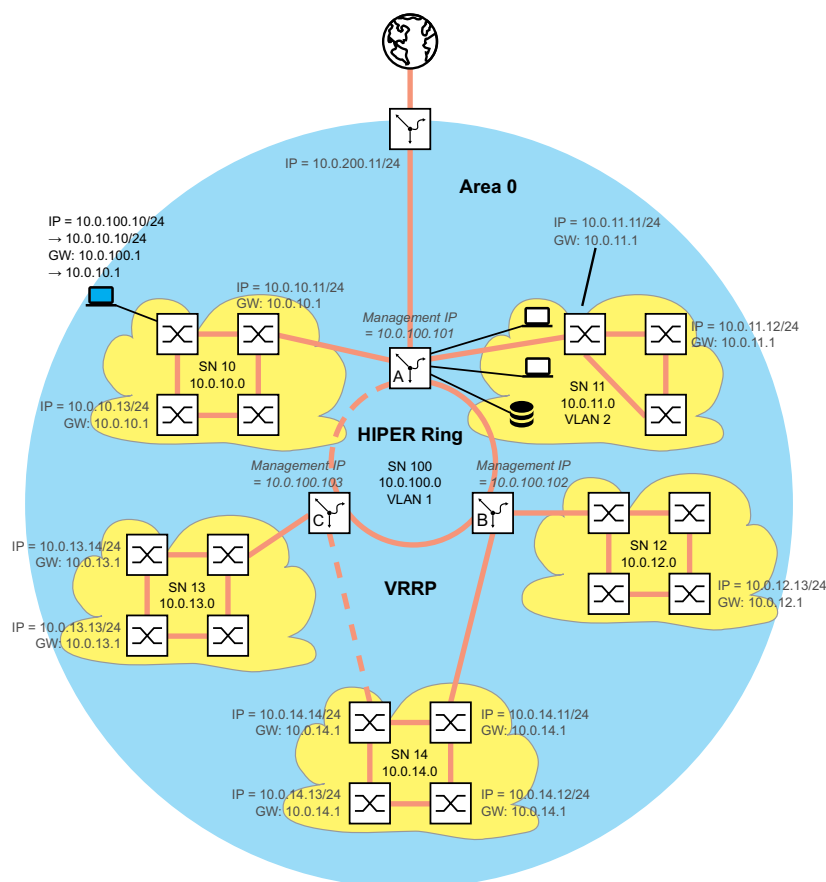 IP = 10.0.200.11/24
Area 0
IP = 10.0.100.10/24
→ 10.0.10.10/24
GW: 10.0.100.1
→ 10.0.10.1
IP = 10.0.11.11/24
GW: 10.0.11.1
IP = 10.0.10.11/24
GW: 10.0.10.1
Management IP
= 10.0.100.101
IP = 10.0.11.12/24
GW: 10.0.11.1
SN 10
10.0.10.0
A
SN 11
10.0.11.0
VLAN 2
IP = 10.0.10.13/24
GW: 10.0.10.1
HIPER Ring
Management IP
= 10.0.100.103
SN 100
10.0.100.0
VLAN 1
Management IP
= 10.0.100.102
C
B
IP = 10.0.13.14/24
GW: 10.0.13.1
SN 12
10.0.12.0
SN 13
10.0.13.0
VRRP
IP = 10.0.12.13/24
GW: 10.0.12.1
IP = 10.0.13.13/24
GW: 10.0.13.1
IP = 10.0.14.14/24
GW: 10.0.14.1
IP = 10.0.14.11/24
GW: 10.0.14.1
SN 14
10.0.14.0
IP = 10.0.14.13/24
GW: 10.0.14.1
IP = 10.0.14.12/24
GW: 10.0.14.1